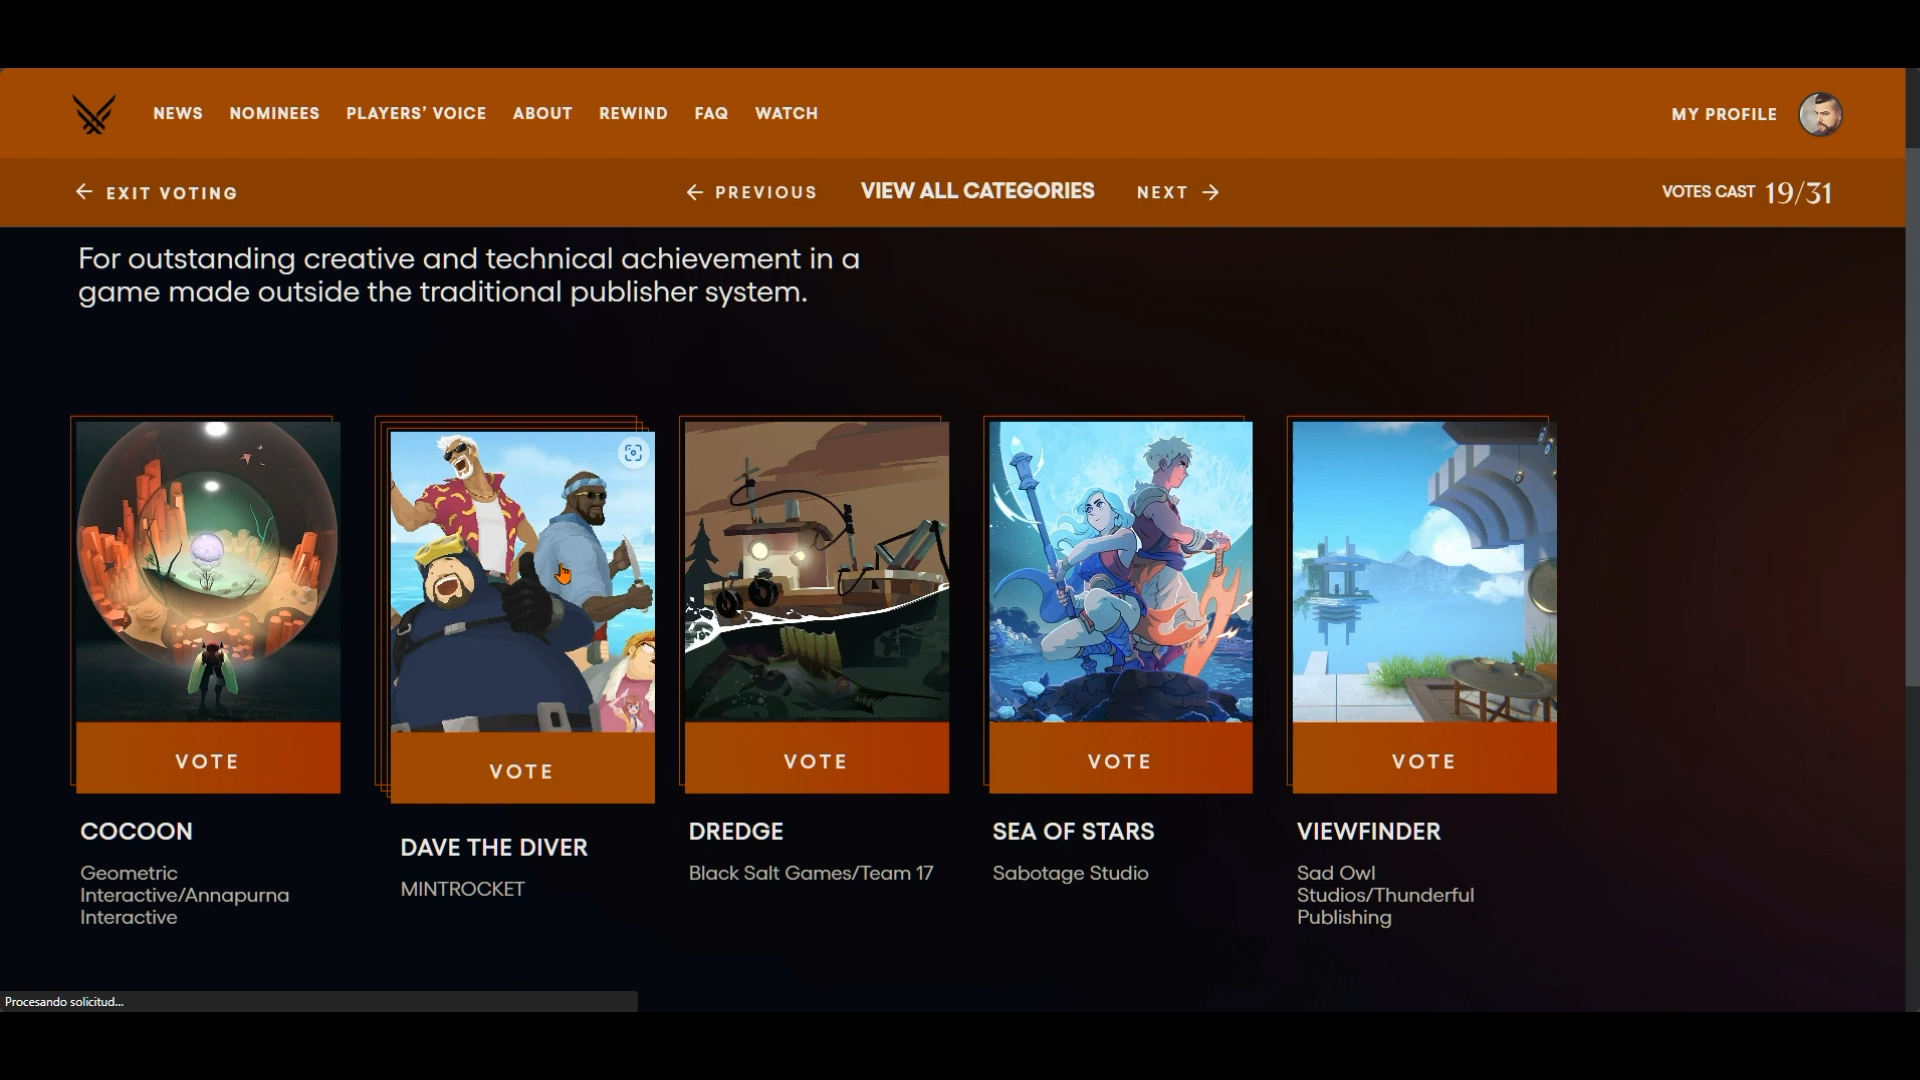 NEWS NOMINEES PLAYERS’ VOICE ABOUT REWIND FAQ WATCH MY PROFILE
EXIT VOTING PREVIOUS VIEW ALL CATEGORIES NEXT VOTES CAST 19/31
For outstanding creative and technical achievement in a
game made outside the traditional publisher system.
VOTE
COCOON
Geometric
Interactive/Annapurna
Interactive
VOTE
DAVE THE DIVER
MINTROCKET
VOTE
DREDGE
Black Salt Games/Team 17
VOTE
SEA OF STARS
Sabotage Studio
VOTE
VIEWFINDER
Sad Owl
Studios/Thunderful
Publishing
Procesando solicitud...